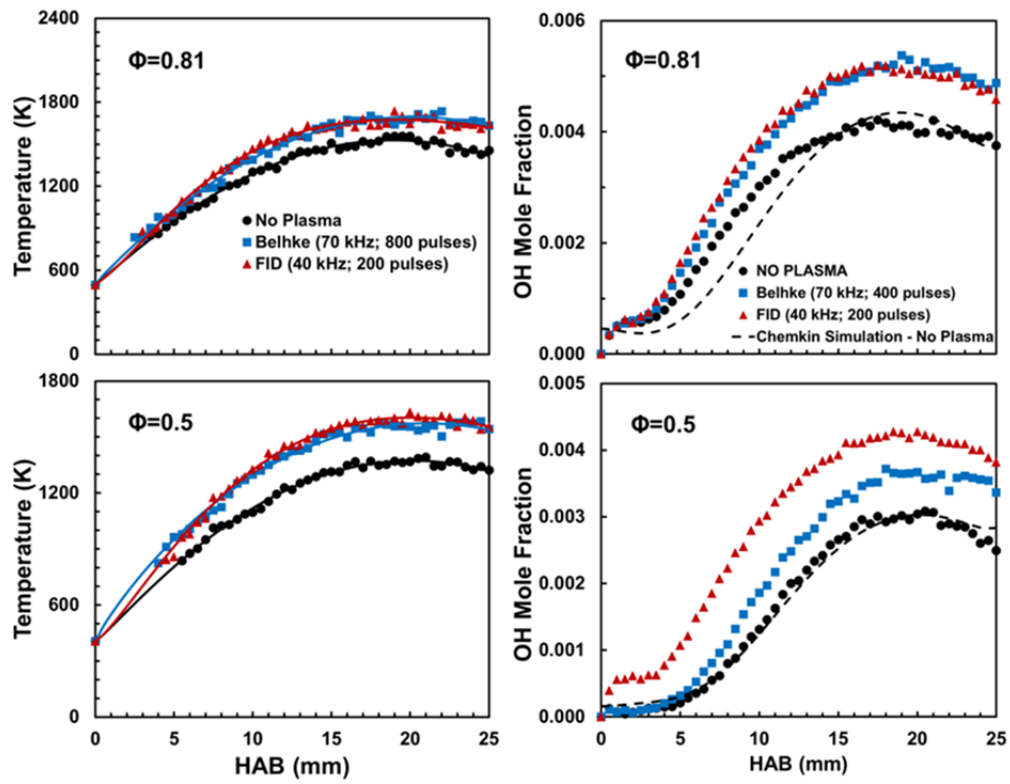 2400
1800
1200
600
0
Temperature (K)
Φ=0.81
No Plasma
Belhke (70 kHz; 800 pulses)
FID (40 kHz; 200 pulses)
0.006
0.004
0.002
0.000
OH Mole Fraction
Φ=0.81
NO PLASMA
Belhke (70 kHz; 400 pulses)
FID (40 kHz; 200 pulses)
Chemkin Simulation - No Plasma
1800
1200
600
0
Temperature (K)
Φ=0.5
0 5 10 15 20 25
HAB (mm)
0.005
0.004
0.003
0.002
0.001
0.000
OH Mole Fraction
Φ=0.5
0 5 10 15 20 25
HAB (mm)